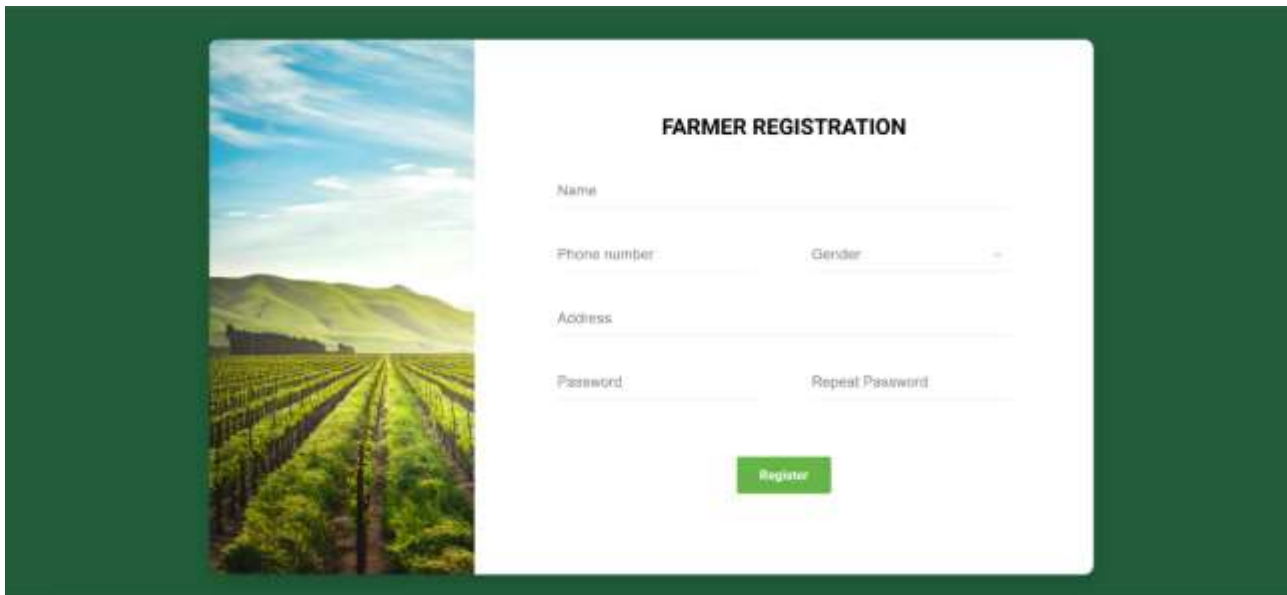 FARMER REGISTRATION
Name
Phone number Gender
Address
Password Repeat Password
Register